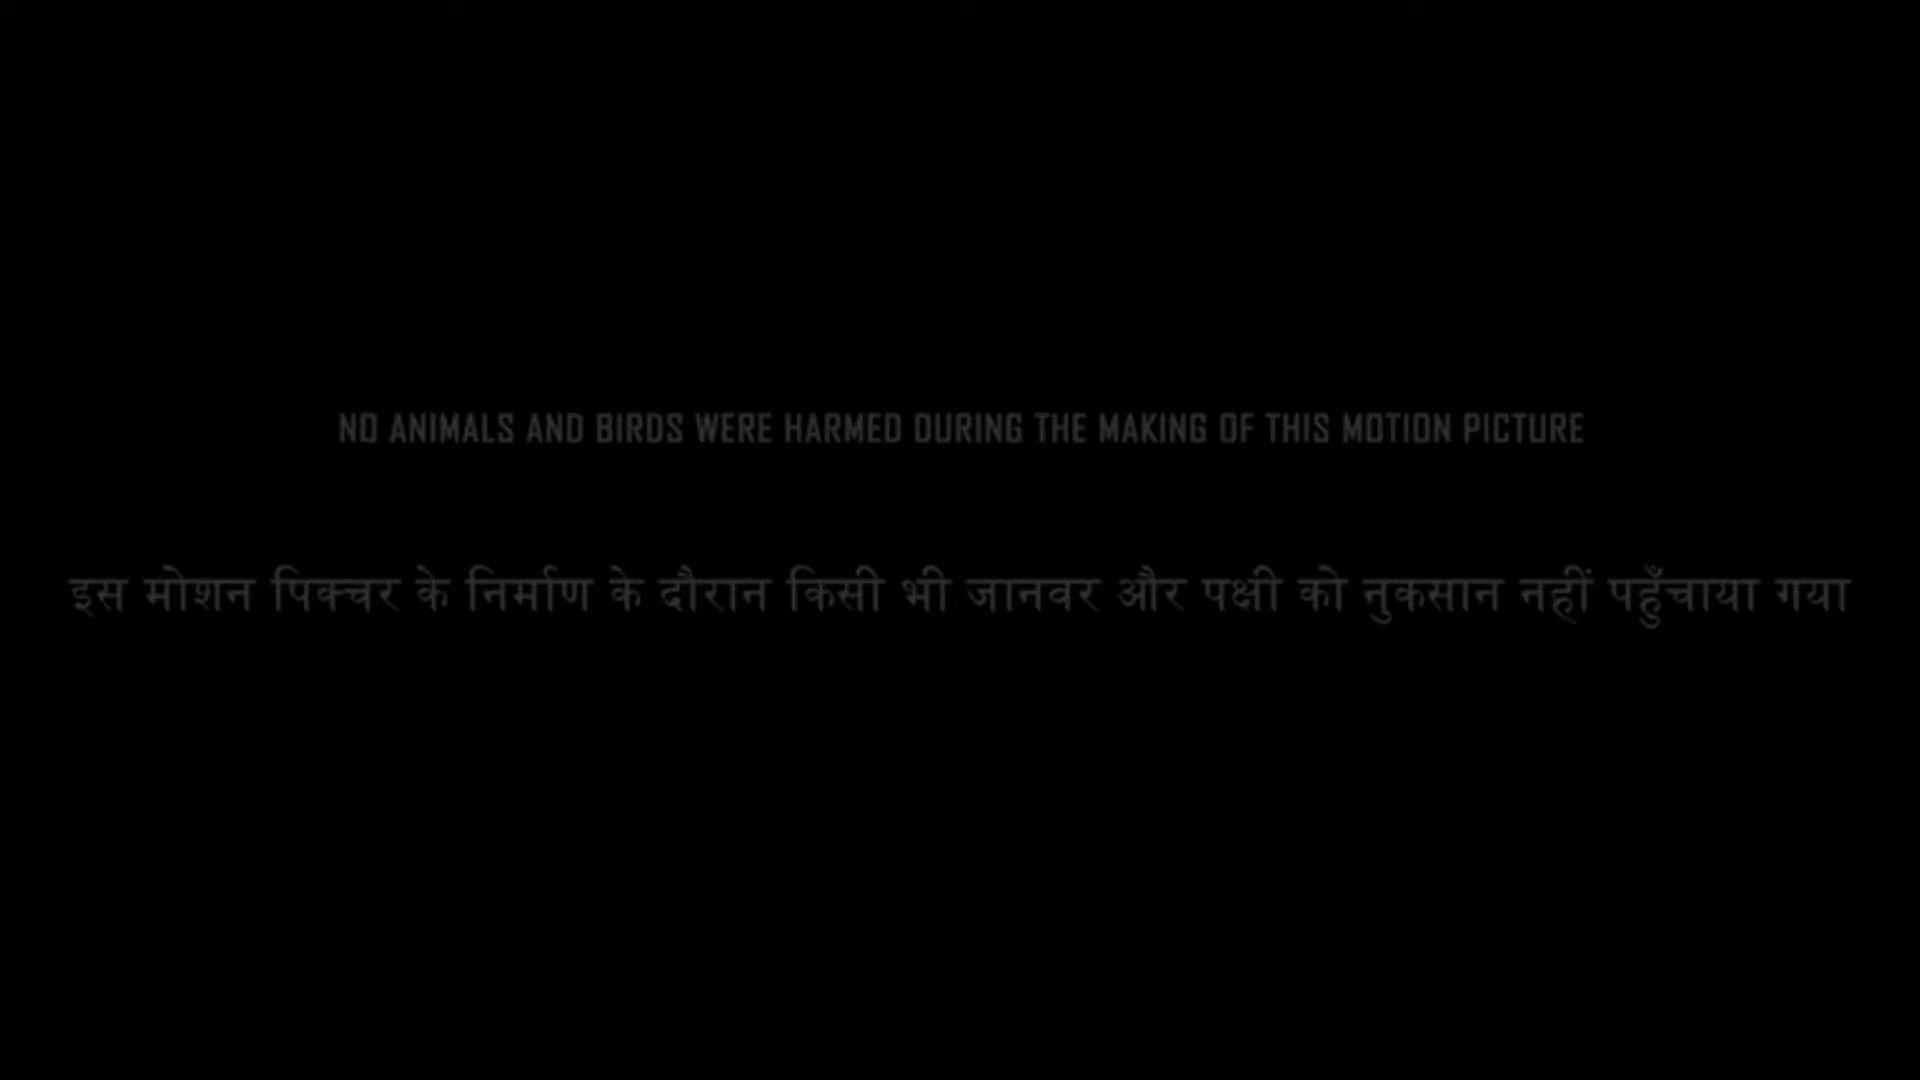 NO ANIMALS AND BIRDS WERE HARMED DURING THE MAKING OF THIS MOTION PICTURE
इस मोशन पिक्चर के निर्माण के दौरान किसी भी जानवर और पक्षी को नुकसान नहीं पहुँचाया गया